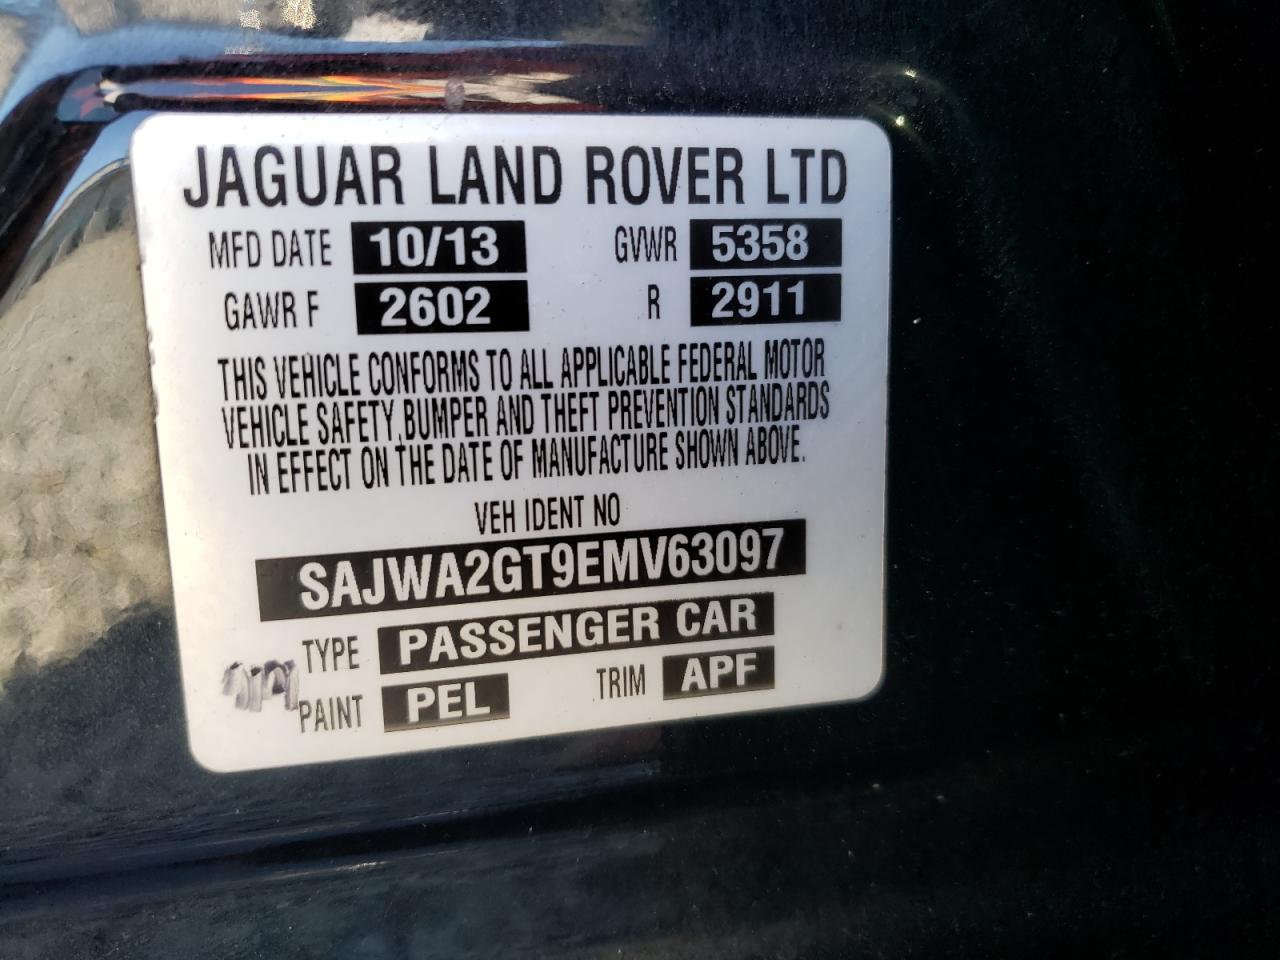 JAGUAR LAND ROVER LTD
MFD DATE 10/13 GVWR 5358
GAWR F 2602 R 2911
THIS VEHICLE CONFORMS TO ALL APPLICABLE FEDERAL MOTOR
VEHICLE SAFETY, BUMPER AND THEFT PREVENTION STANDARDS
IN EFFECT ON THE DATE OF MANUFACTURE SHOWN ABOVE.
VEH IDENT NO
SAJWA2GT9EMV63097
TYPE PASSENGER CAR
PAINT PEL TRIM APF